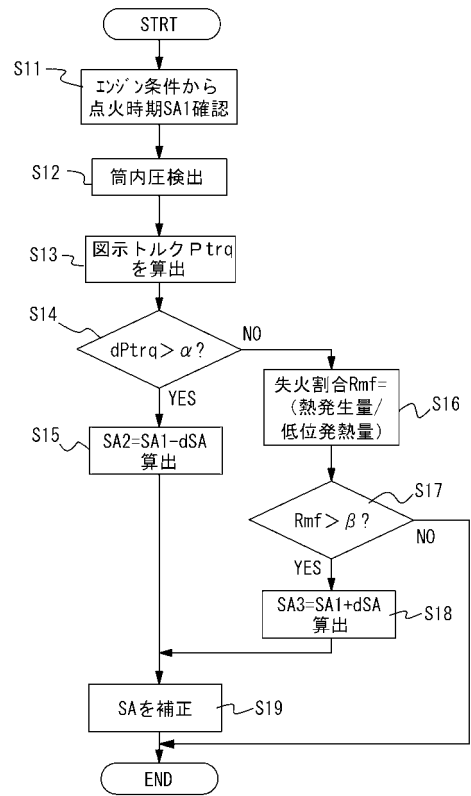 STRT
S11
エンジン条件から
点火時期SA1確認
S12
筒内圧検出
S13
図示トルクPtrq
を算出
S14
dPtrq>α?
NO
YES
S15
SA2=SA1-dSA
算出
失火割合Rmf=
(熱発生量/
低位発熱量)
S16
S17
Rmf>β?
NO
YES
SA3=SA1+dSA
算出
S18
SAを補正
S19
END